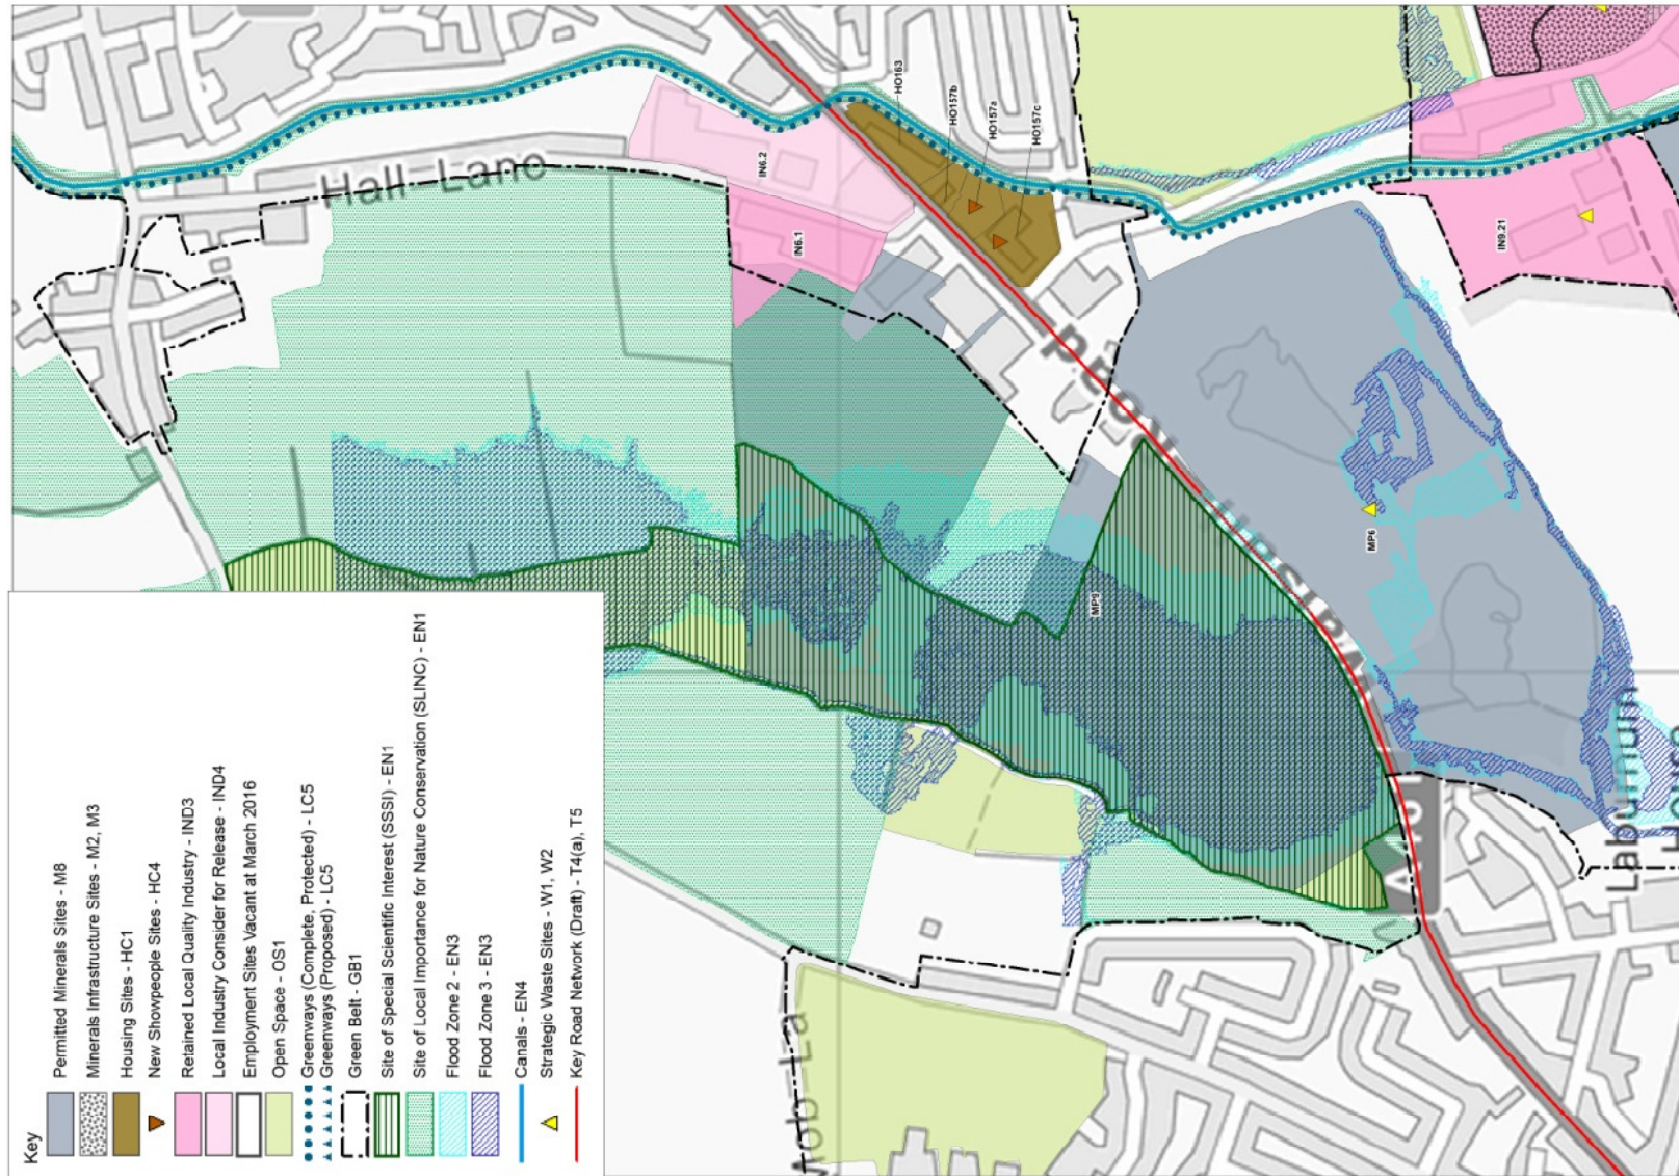 Key
Permitted Minerals Sites - M8
Minerals Infrastructure Sites - M2, M3
Housing Sites - HC1
New Showpeople Sites - HC4
Retained Local Quality Industry - IND3
Local Industry Consider for Release - IND4
Employment Sites Vacant at March 2016
Open Space - OS1
Greenways (Complete, Protected) - LC5
Greenways (Proposed) - LC5
Green Belt - GB1
Site of Special Scientific Interest (SSSI) - EN1
Site of Local Importance for Nature Conservation (SLINC) - EN1
Flood Zone 2 - EN3
Flood Zone 3 - EN3
Canals - EN4
Strategic Waste Sites - W1, W2
Key Road Network (Draft) - T4(a), T5
Hall Lane
IN6.2
IN6.1
HO163
HO157b
HO157a
HO157c
IN9.21
MP9
MP6
Road
Mob La